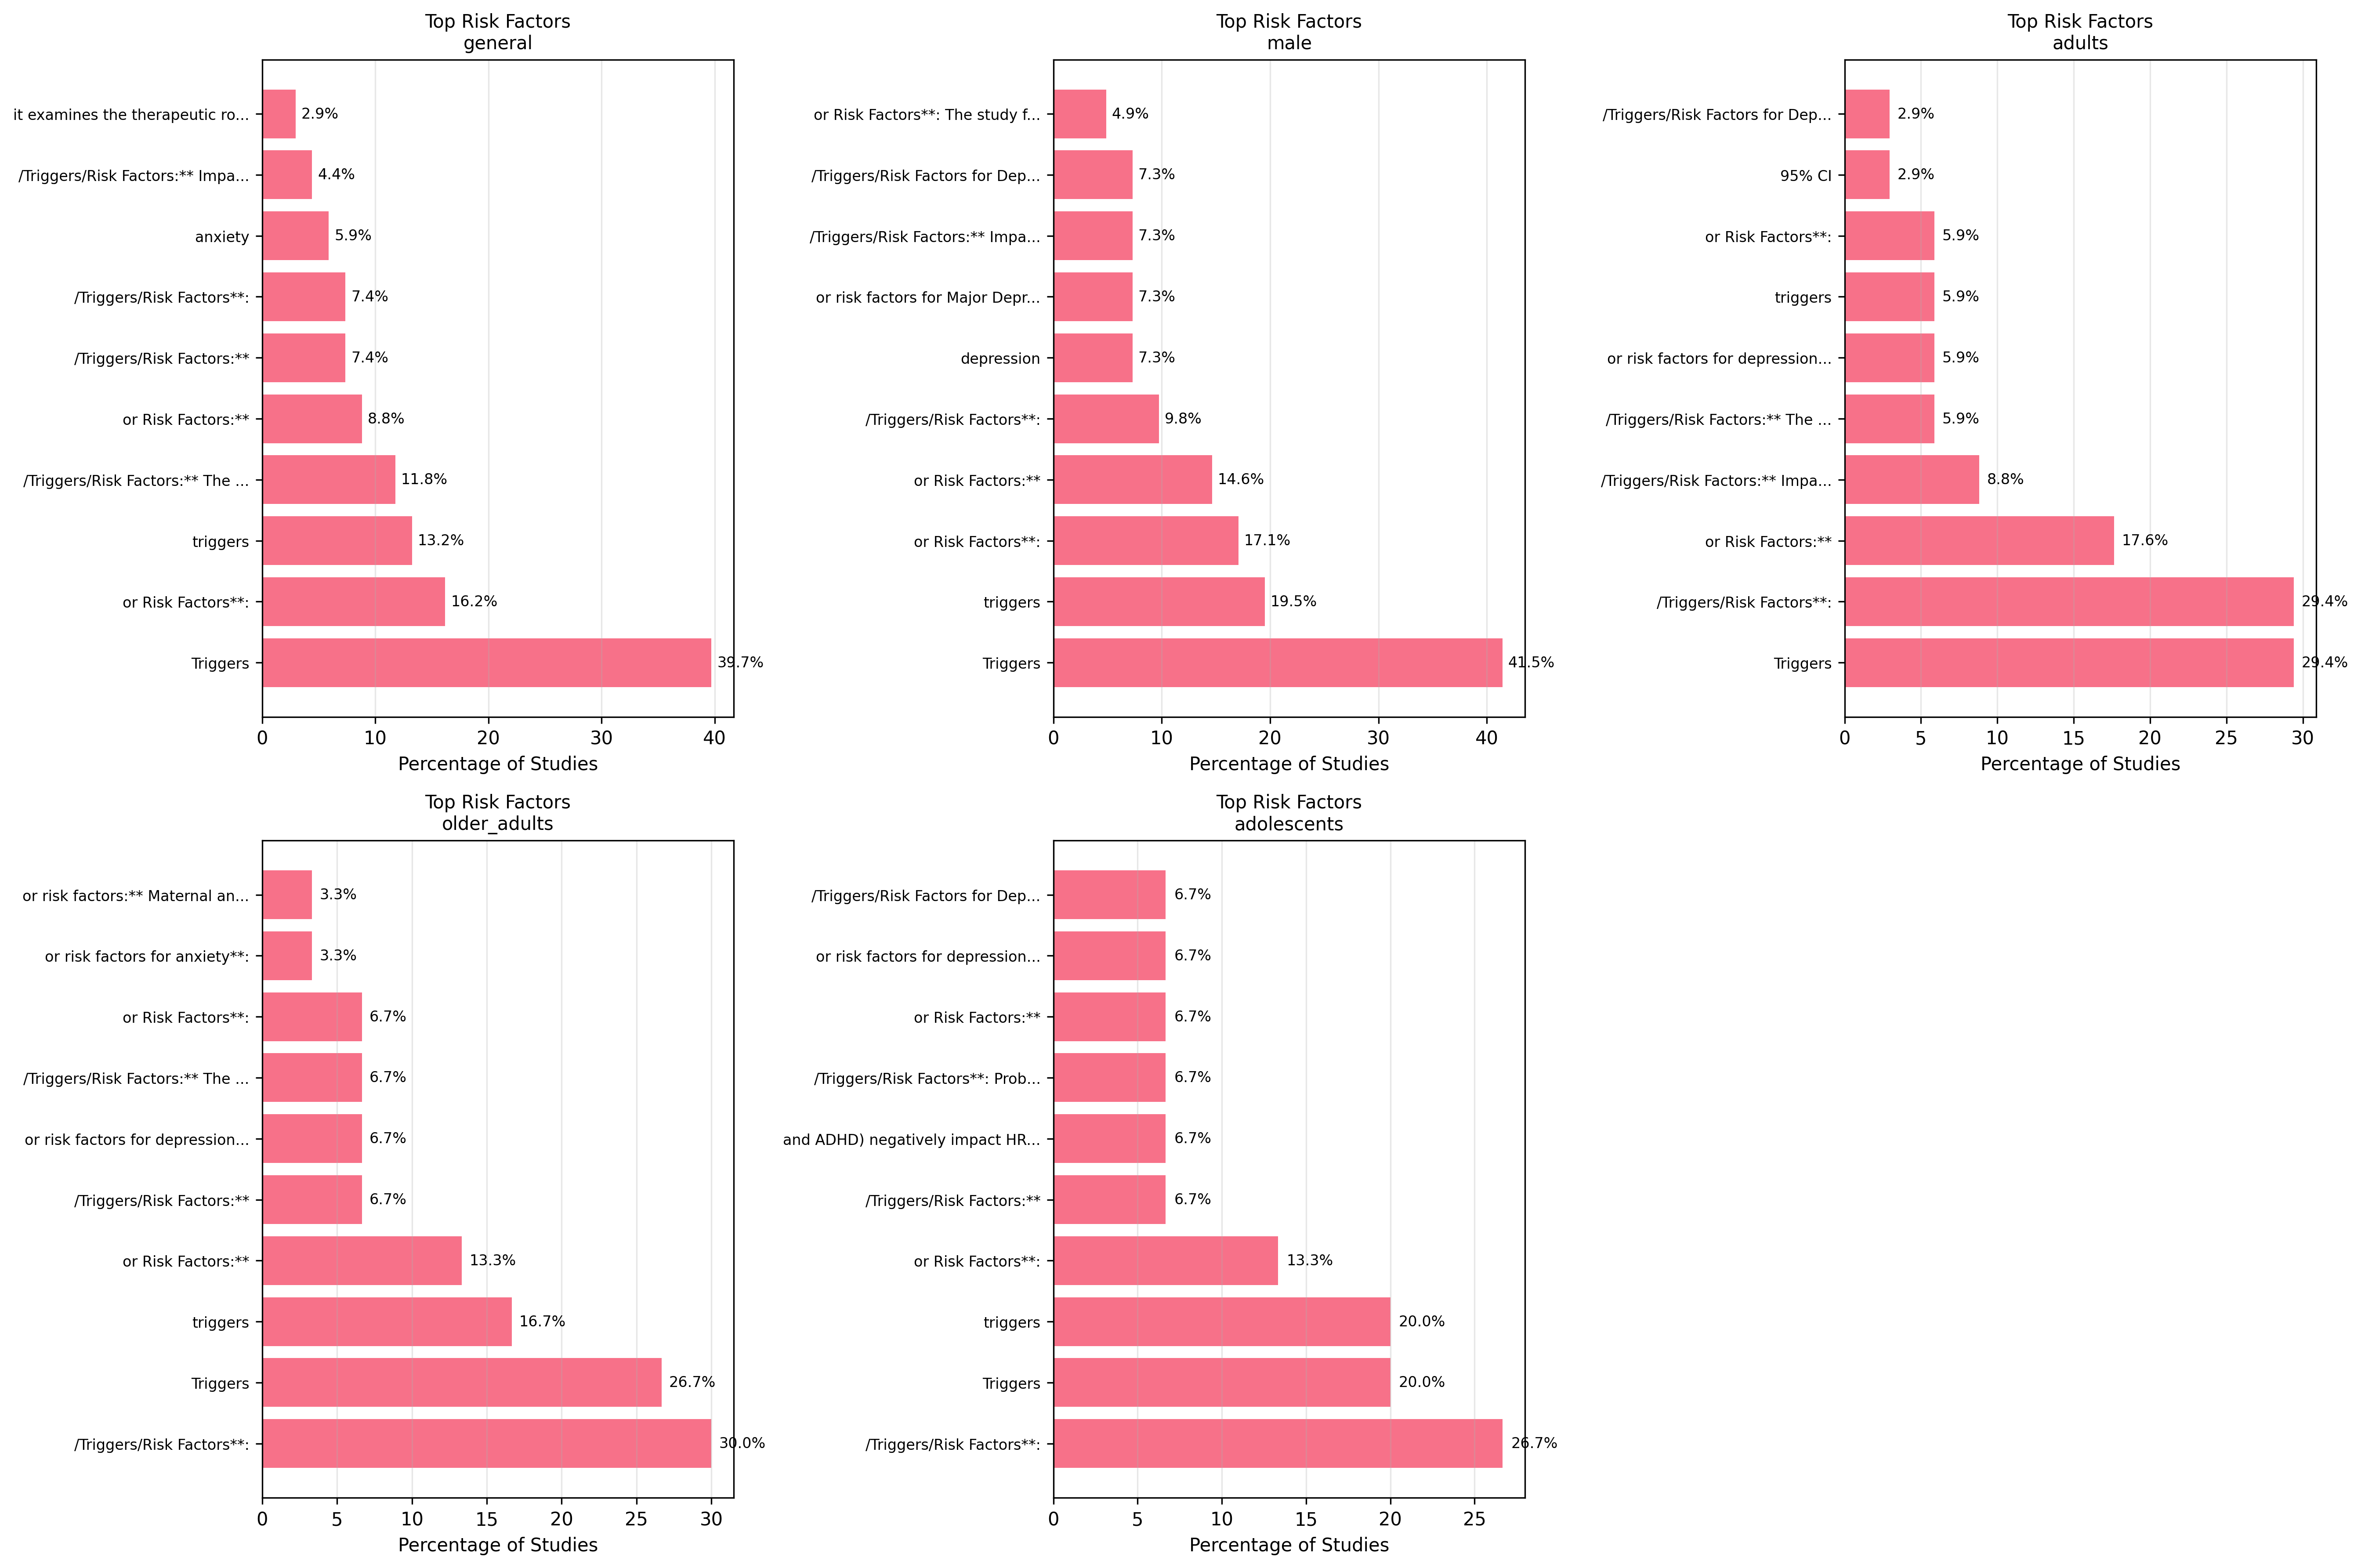 Top Risk Factors
general
it examines the therapeutic ro...
2.9%
/Triggers/Risk Factors:** Impa...
4.4%
anxiety
5.9%
/Triggers/Risk Factors**:
7.4%
/Triggers/Risk Factors:**
7.4%
or Risk Factors:**
8.8%
/Triggers/Risk Factors:** The ...
11.8%
triggers
13.2%
or Risk Factors**:
16.2%
Triggers
39.7%
0 10 20 30 40
Percentage of Studies
Top Risk Factors
male
or Risk Factors**: The study f...
4.9%
/Triggers/Risk Factors for Dep...
7.3%
/Triggers/Risk Factors:** Impa...
7.3%
or risk factors for Major Depr...
7.3%
depression
7.3%
/Triggers/Risk Factors**:
9.8%
or Risk Factors:**
14.6%
or Risk Factors**:
17.1%
triggers
19.5%
Triggers
41.5%
0 10 20 30 40
Percentage of Studies
Top Risk Factors
adults
/Triggers/Risk Factors for Dep...
2.9%
95% CI
2.9%
or Risk Factors**:
5.9%
triggers
5.9%
or risk factors for depression...
5.9%
/Triggers/Risk Factors:** The ...
5.9%
/Triggers/Risk Factors:** Impa...
8.8%
or Risk Factors:**
17.6%
/Triggers/Risk Factors**:
29.4%
Triggers
29.4%
0 5 10 15 20 25 30
Percentage of Studies
Top Risk Factors
older_adults
or risk factors:** Maternal an...
3.3%
or risk factors for anxiety**:
3.3%
or Risk Factors**:
6.7%
/Triggers/Risk Factors:** The ...
6.7%
or risk factors for depression...
6.7%
/Triggers/Risk Factors:**
6.7%
or Risk Factors:**
13.3%
triggers
16.7%
Triggers
26.7%
/Triggers/Risk Factors**:
30.0%
0 5 10 15 20 25 30
Percentage of Studies
Top Risk Factors
adolescents
/Triggers/Risk Factors for Dep...
6.7%
or risk factors for depression...
6.7%
or Risk Factors:**
6.7%
/Triggers/Risk Factors**: Prob...
6.7%
and ADHD) negatively impact HR...
6.7%
/Triggers/Risk Factors:**
6.7%
or Risk Factors**:
13.3%
triggers
20.0%
Triggers
20.0%
/Triggers/Risk Factors**:
26.7%
0 5 10 15 20 25
Percentage of Studies